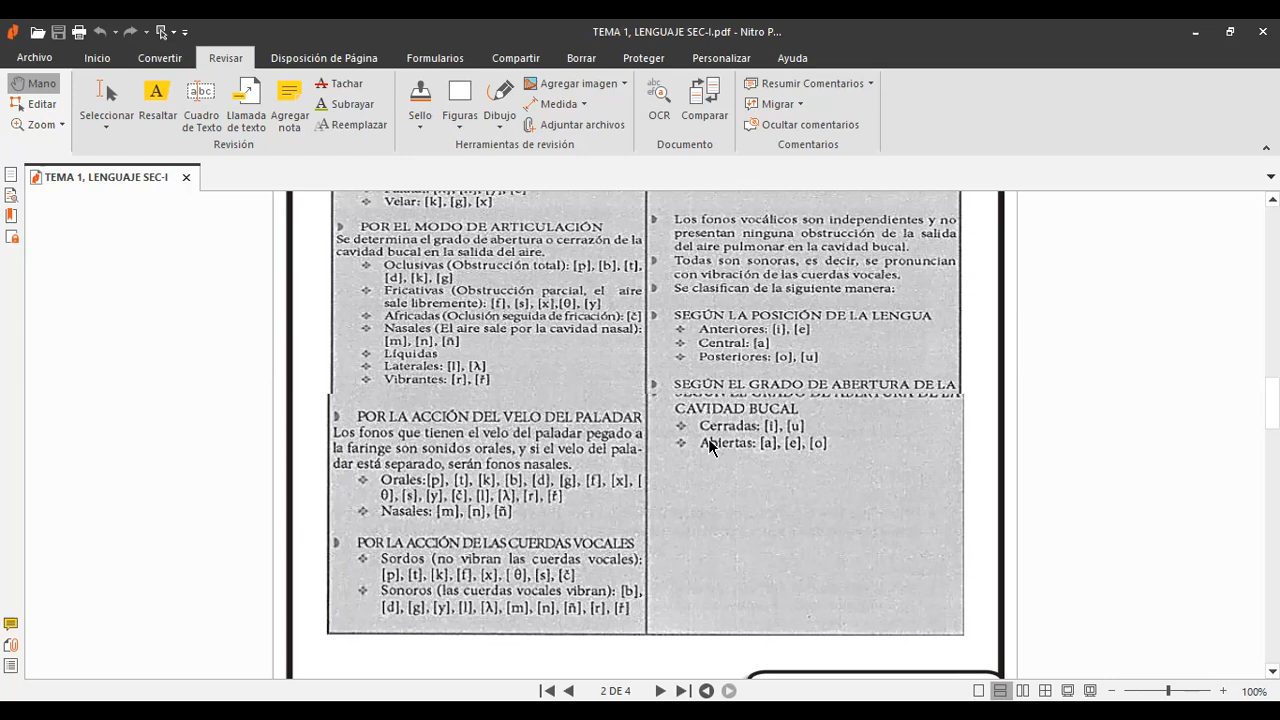 TEMA 1, LENGUAJE SEC-I.pdf - Nitro P...
Archivo
Inicio
Convertir
Revisar
Disposición de Página
Formularios
Compartir
Borrar
Proteger
Personalizar
Ayuda
Mano
Editar
Zoom
Seleccionar
Resaltar
Cuadro de Texto
Llamada de texto
Agregar nota
Tachar
Subrayar
Reemplazar
Revisión
Sello
Figuras
Dibujo
Agregar imagen
Medida
Adjuntar archivos
Herramientas de revisión
OCR
Comparar
Documento
Resumir Comentarios
Migrar
Ocultar comentarios
Comentarios
TEMA 1, LENGUAJE SEC-I
Velar: [k], [g], [x]
POR EL MODO DE ARTICULACIÓN
Se determina el grado de abertura o cerrazón de la
cavidad bucal en la salida del aire.
Oclusivas (Obstrucción total): [p], [b], [t],
[d], [k], [g]
Fricativas (Obstrucción parcial, el aire
sale libremente): [f], [s], [x],[θ], [y]
Africadas (Oclusión seguida de fricación): [č]
Nasales (El aire sale por la cavidad nasal):
[m], [n], [ñ]
Líquidas
Laterales: [l], [λ]
Vibrantes: [r], [r̄]
POR LA ACCIÓN DEL VELO DEL PALADAR
Los fonos que tienen el velo del paladar pegado a
la faringe son sonidos orales, y si el velo del pala-
dar está separado, serán fonos nasales.
Orales:[p], [t], [k], [b], [d], [g], [f], [x], [
θ], [s], [y], [č], [l], [λ], [r], [r̄]
Nasales: [m], [n], [ñ]
POR LA ACCIÓN DE LAS CUERDAS VOCALES
Sordos (no vibran las cuerdas vocales):
[p], [t], [k], [f], [x], [ θ], [s], [č]
Sonoros (las cuerdas vocales vibran): [b],
[d], [g], [y], [l], [λ], [m], [n], [ñ], [r], [r̄]
Los fonos vocálicos son independientes y no
presentan ninguna obstrucción de la salida
del aire pulmonar en la cavidad bucal.
Todas son sonoras, es decir, se pronuncian
con vibración de las cuerdas vocales.
Se clasifican de la siguiente manera:
SEGÚN LA POSICIÓN DE LA LENGUA
Anteriores: [i], [e]
Central: [a]
Posteriores: [o], [u]
SEGÚN EL GRADO DE ABERTURA DE LA
SEGÚN EL GRADO DE ABERTURA DE LA
CAVIDAD BUCAL
Cerradas: [i], [u]
Abiertas: [a], [e], [o]
2 DE 4
100%